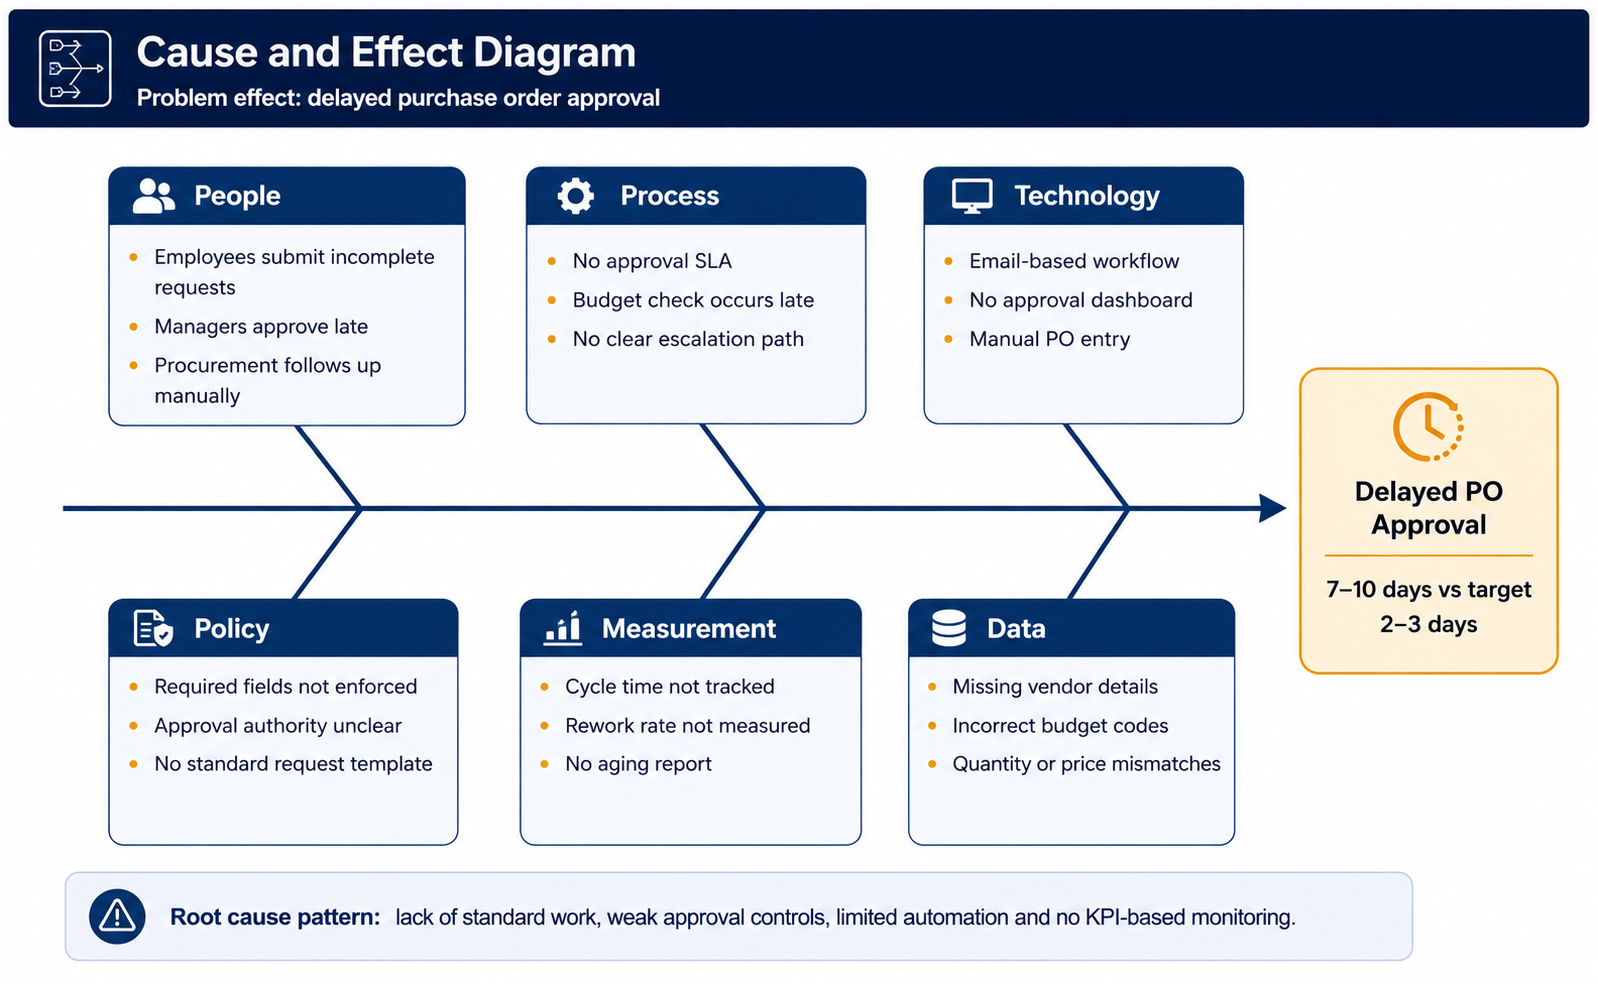 Cause and Effect Diagram
Problem effect: delayed purchase order approval
People
Employees submit incomplete
requests
Managers approve late
Procurement follows up
manually
Process
No approval SLA
Budget check occurs late
No clear escalation path
Technology
Email-based workflow
No approval dashboard
Manual PO entry
Delayed PO
Approval
7–10 days vs target
2–3 days
Policy
Required fields not enforced
Approval authority unclear
No standard request template
Measurement
Cycle time not tracked
Rework rate not measured
No aging report
Data
Missing vendor details
Incorrect budget codes
Quantity or price mismatches
Root cause pattern: lack of standard work, weak approval controls, limited automation and no KPI-based monitoring.